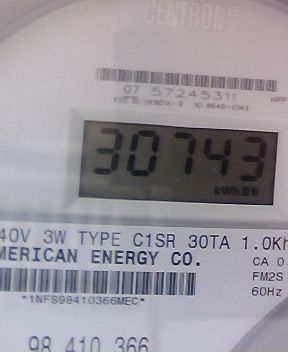 CENTRON®
07 57245311
30743
kWh
40V 3W TYPE C1SR 30TA 1.0Kh
MERICAN ENERGY CO.
CA 0.
FM2S
60Hz
*1NFS98410366MEC*
98 410 366